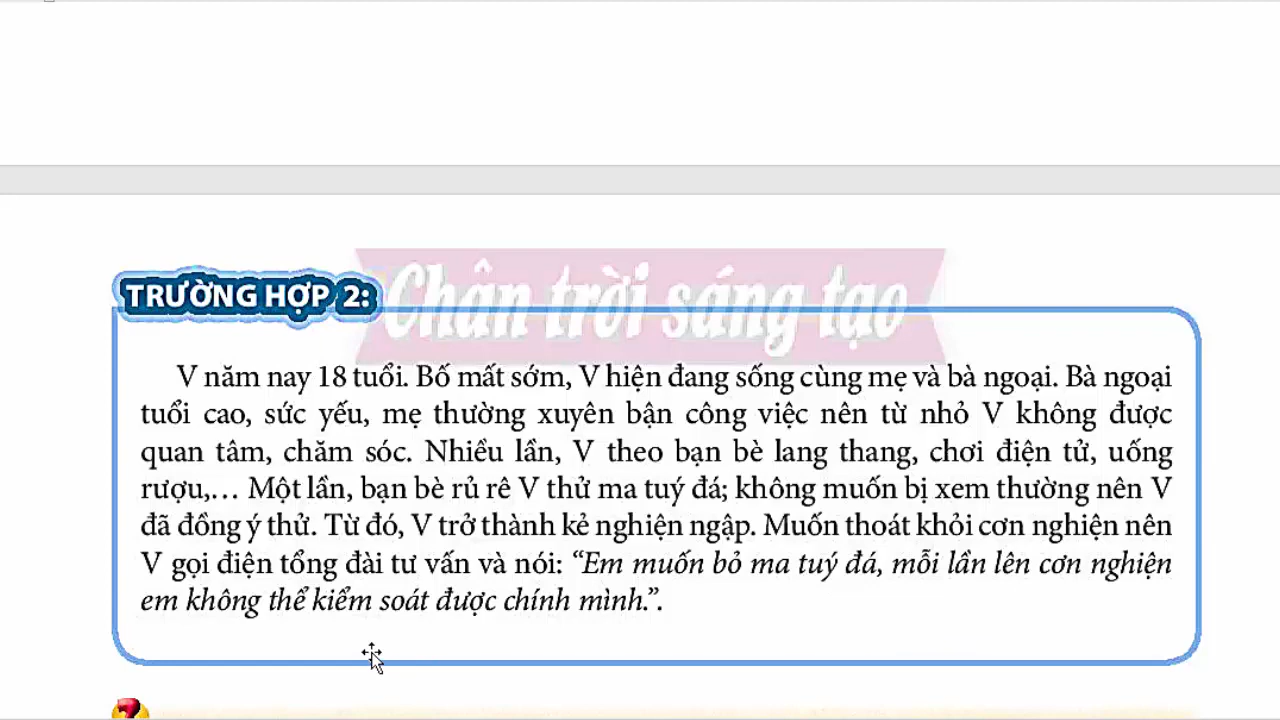 Chân trời sáng tạo
TRƯỜNG HỢP 2:
V năm nay 18 tuổi. Bố mất sớm, V hiện đang sống cùng mẹ và bà ngoại. Bà ngoại
tuổi cao, sức yếu, mẹ thường xuyên bận công việc nên từ nhỏ V không được
quan tâm, chăm sóc. Nhiều lần, V theo bạn bè lang thang, chơi điện tử, uống
rượu,... Một lần, bạn bè rủ rê V thử ma tuý đá; không muốn bị xem thường nên V
đã đồng ý thử. Từ đó, V trở thành kẻ nghiện ngập. Muốn thoát khỏi cơn nghiện nên
V gọi điện tổng đài tư vấn và nói: “Em muốn bỏ ma tuý đá, mỗi lần lên cơn nghiện
em không thể kiểm soát được chính mình.”.
?